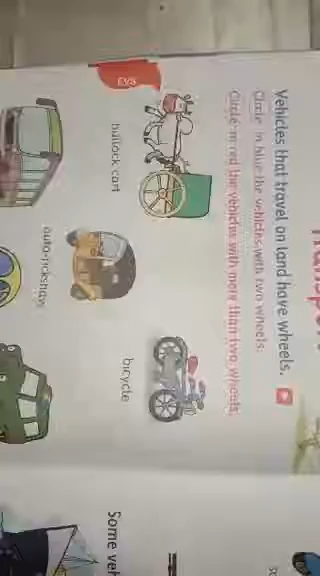 Transport
Vehicles that travel on land have wheels.
Circle in blue the vehicles with two wheels.
Circle in red the vehicles with more than two wheels.
EVS
bullock cart
bicycle
auto-rickshaw
Some veh